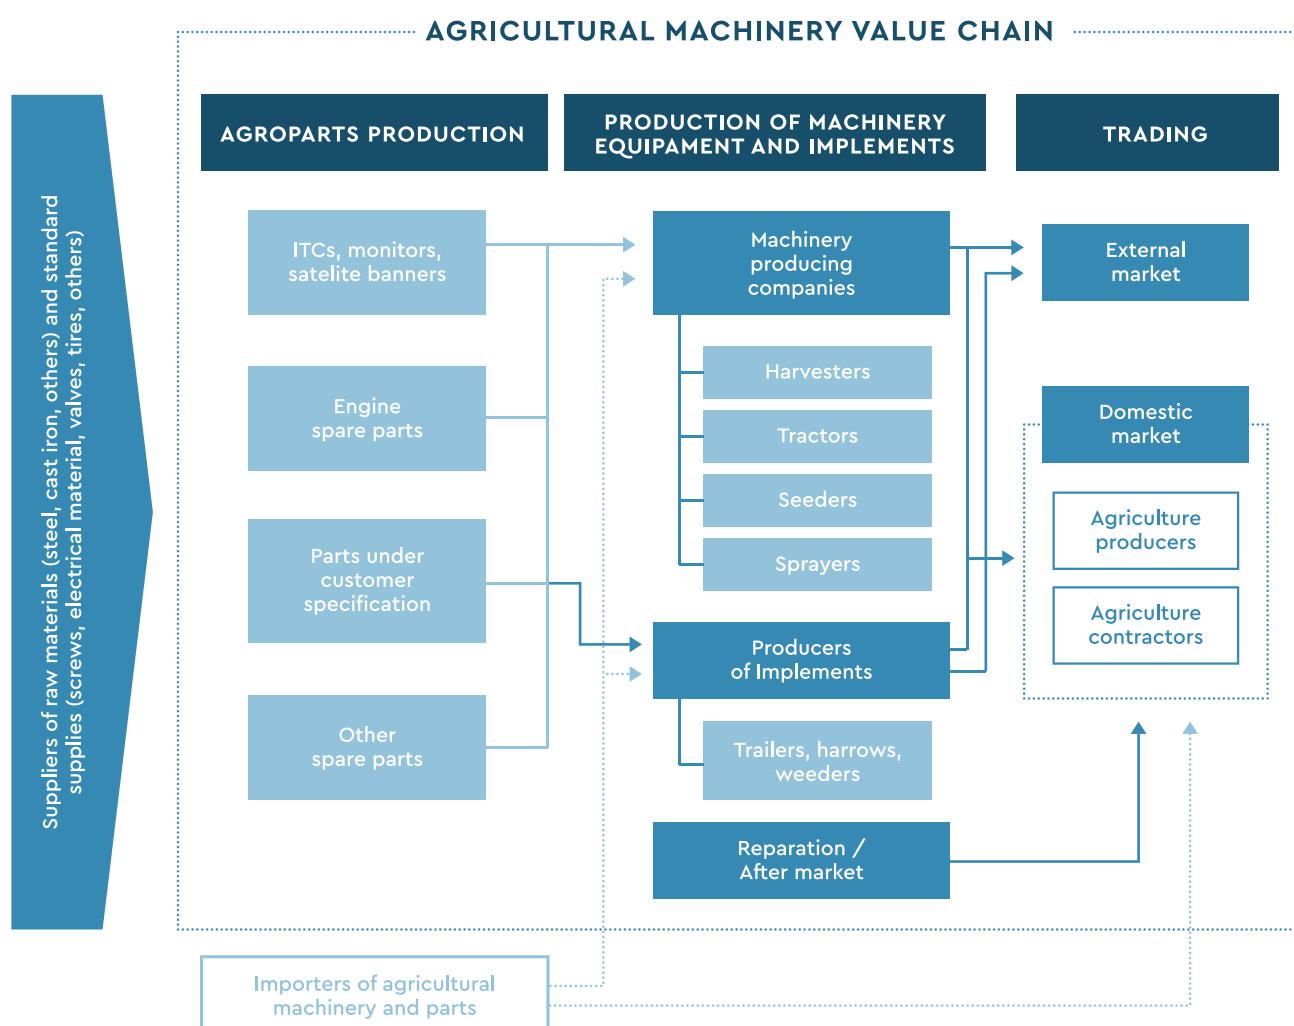 AGRICULTURAL MACHINERY VALUE CHAIN
Suppliers of raw materials (steel, cast iron, others) and standard
supplies (screws, electrical material, valves, tires, others)
AGROPARTS PRODUCTION
ITCs, monitors,
satelite banners
Engine
spare parts
Parts under
customer
specification
Other
spare parts
PRODUCTION OF MACHINERY
EQUIPAMENT AND IMPLEMENTS
Machinery
producing
companies
Harvesters
Tractors
Seeders
Sprayers
Producers
of Implements
Trailers, harrows,
weeders
Reparation /
After market
TRADING
External
market
Domestic
market
Agriculture
producers
Agriculture
contractors
Importers of agricultural
machinery and parts